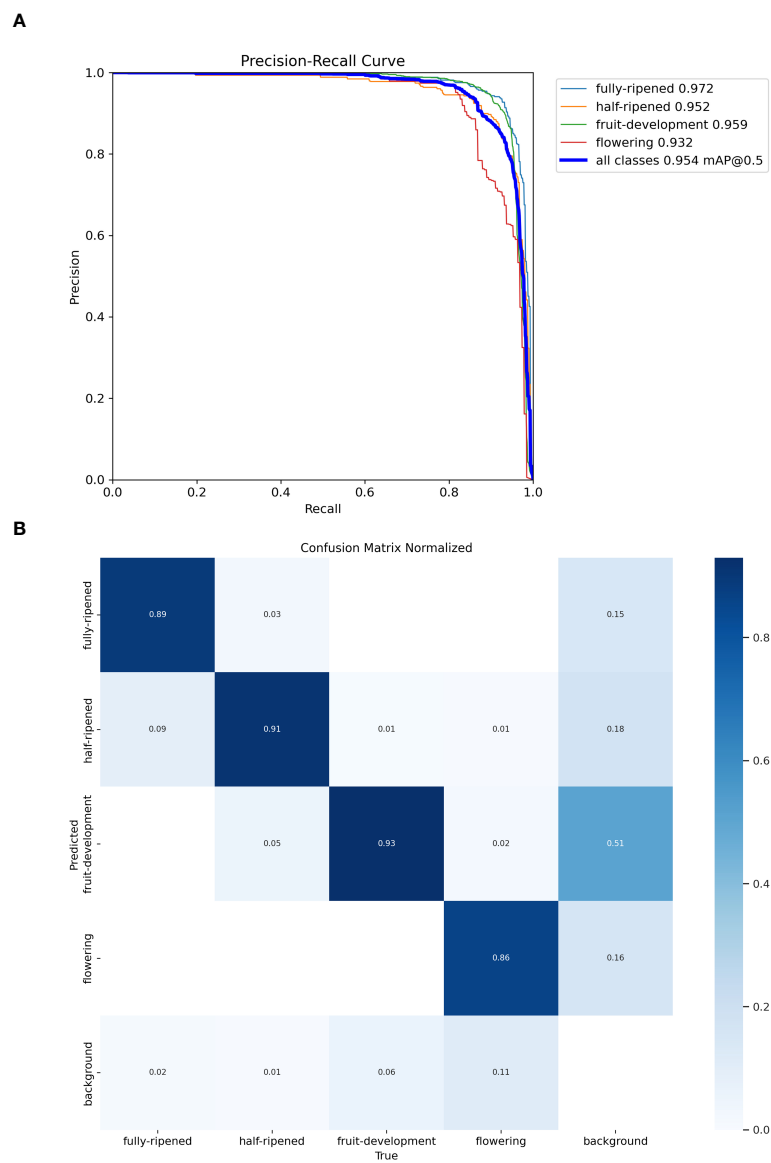 A
Precision-Recall Curve
1.0
0.8
0.6
0.4
0.2
0.0
Precision
0.0 0.2 0.4 0.6 0.8 1.0
Recall
fully-ripened 0.972
half-ripened 0.952
fruit-development 0.959
flowering 0.932
all classes 0.954 mAP@0.5
B
Confusion Matrix Normalized
fully-ripened 0.89 0.03 0.15
half-ripened 0.09 0.91 0.01 0.01 0.18
Predicted
fruit-development 0.05 0.93 0.02 0.51
flowering 0.86 0.16
background 0.02 0.01 0.06 0.11
fully-ripened half-ripened fruit-development flowering background
True
0.8
0.6
0.4
0.2
0.0